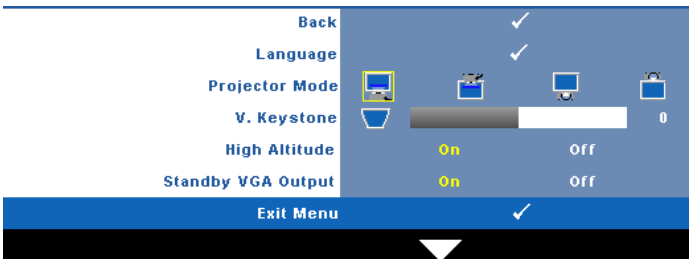 Back
Language
Projector Mode
V. Keystone 0
High Altitude On Off
Standby VGA Output On Off
Exit Menu